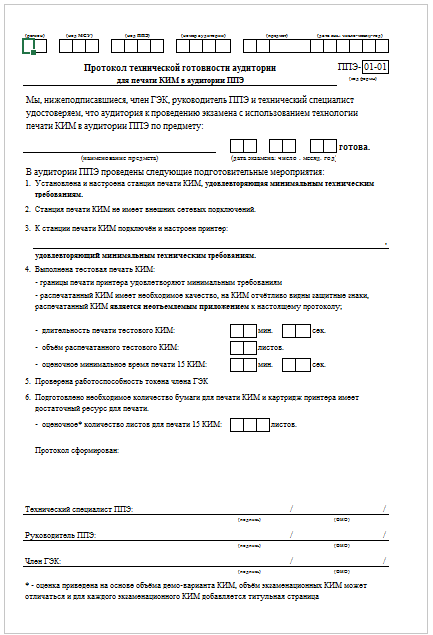 (регион) (код МСУ) (код ППЭ) (номер аудитории) (предмет) (дата экз.: число-месяц-год)
Протокол технической готовности аудитории
ППЭ- 01-01
для печати КИМ в аудитории ППЭ
(код формы)
Мы, нижеподписавшиеся, член ГЭК, руководитель ППЭ и технический специалист
удостоверяем, что аудитория к проведению экзамена с использованием технологии
печати КИМ в аудитории ППЭ по предмету:
готова.
(наименование предмета) (дата экзамена: число . месяц . год)
В аудитории ППЭ проведены следующие подготовительные мероприятия:
1. Установлена и настроена станция печати КИМ, удовлетворяющая минимальным техническим
требованиям.
2. Станция печати КИМ не имеет внешних сетевых подключений.
3. К станции печати КИМ подключён и настроен принтер:
,
удовлетворяющий минимальным техническим требованиям.
4. Выполнена тестовая печать КИМ:
- границы печати принтера удовлетворяют минимальным требованиям
- распечатанный КИМ имеет необходимое качество, на КИМ отчётливо видны защитные знаки,
распечатанный КИМ является неотъемлемым приложением к настоящему протоколу;
- длительность печати тестового КИМ: мин. сек.
- объём распечатанного тестового КИМ: листов.
- оценочное минимальное время печати 15 КИМ: мин. сек.
5. Проверена работоспособность токена члена ГЭК
6. Подготовлено необходимое количество бумаги для печати КИМ и картридж принтера имеет
достаточный ресурс для печати.
- оценочное* количество листов для печати 15 КИМ: листов.
Протокол сформирован:
Технический специалист ППЭ: / /
(подпись) (ФИО)
Руководитель ППЭ: / /
(подпись) (ФИО)
Член ГЭК: / /
(подпись) (ФИО)
* - оценка приведена на основе объёма демо-варианта КИМ, объём экзаменационных КИМ может
отличаться и для каждого экзаменационного КИМ добавляется титульная страница